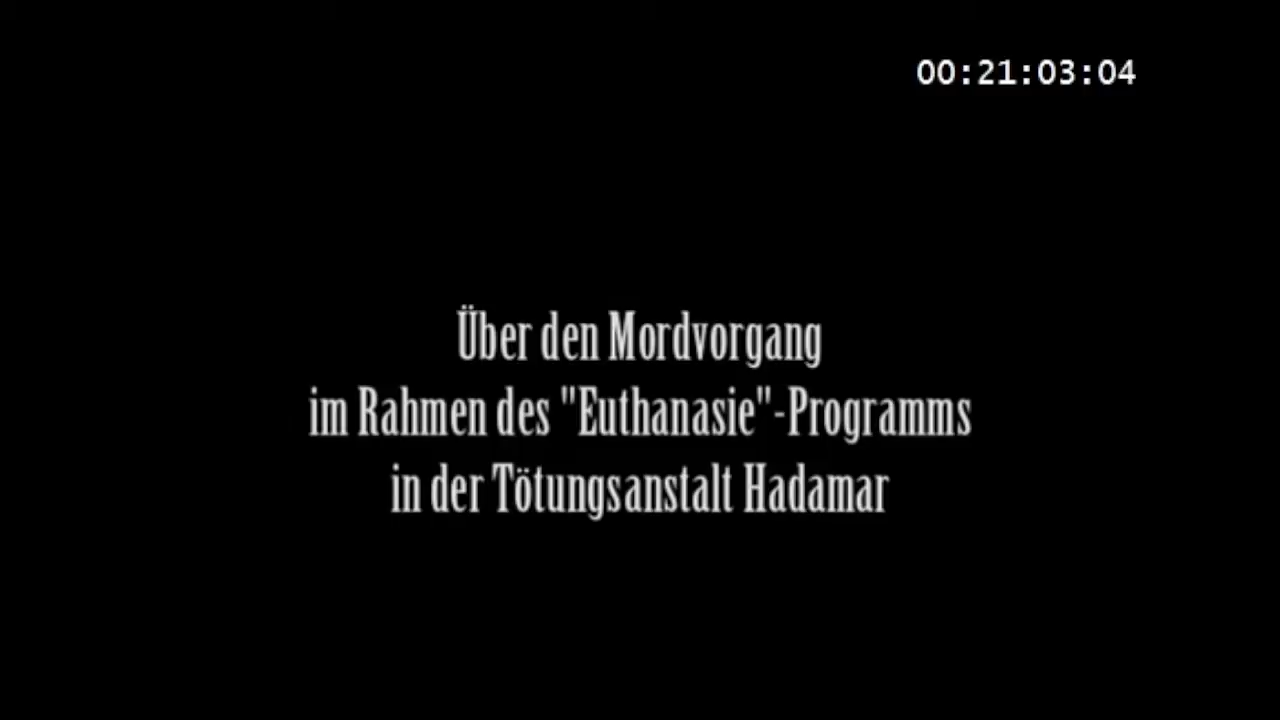 00:21:03:04
Über den Mordvorgang
im Rahmen des "Euthanasie"-Programms
in der Tötungsanstalt Hadamar